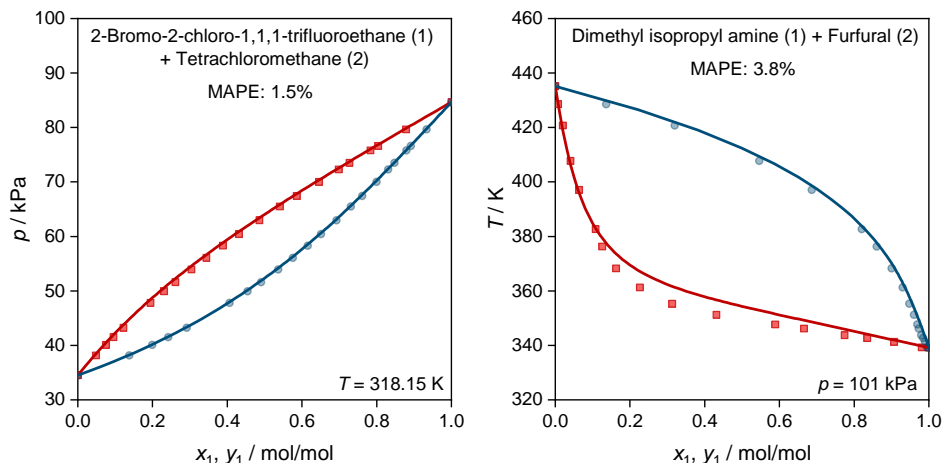 2-Bromo-2-chloro-1,1,1-trifluoroethane (1)
+ Tetrachloromethane (2)
MAPE: 1.5%
100
90
80
70
60
50
40
30
p / kPa
T = 318.15 K
0.0 0.2 0.4 0.6 0.8 1.0
x₁, y₁ / mol/mol
Dimethyl isopropyl amine (1) + Furfural (2)
MAPE: 3.8%
460
440
420
400
380
360
340
320
T / K
p = 101 kPa
0.0 0.2 0.4 0.6 0.8 1.0
x₁, y₁ / mol/mol